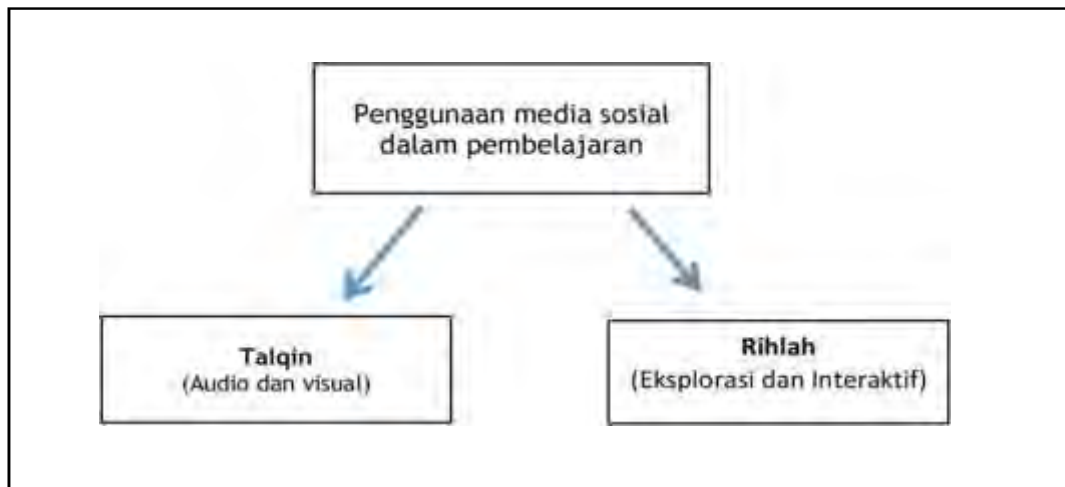 Penggunaan media sosial
dalam pembelajaran
Talqin
(Audio dan visual)
Rihlah
(Eksplorasi dan Interaktif)